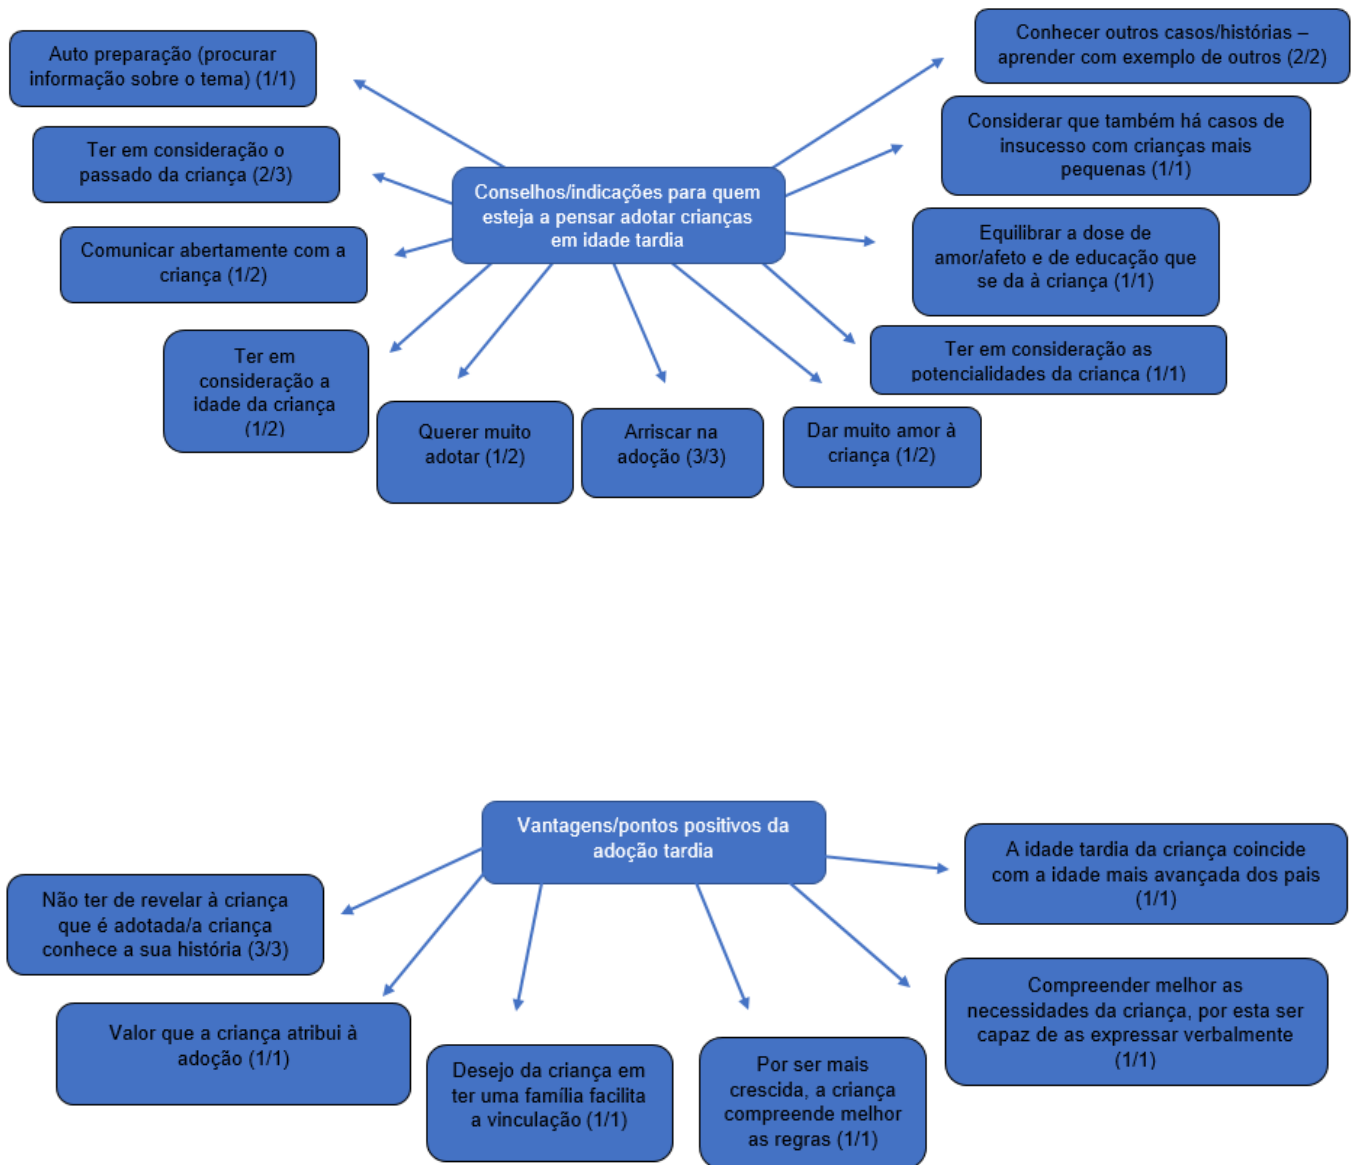 Auto preparação (procurar
informação sobre o tema) (1/1)
Conhecer outros casos/histórias –
aprender com exemplo de outros (2/2)
Ter em consideração o
passado da criança (2/3)
Considerar que também há casos de
insucesso com crianças mais
pequenas (1/1)
Conselhos/indicações para quem
esteja a pensar adotar crianças
em idade tardia
Comunicar abertamente com a
criança (1/2)
Equilibrar a dose de
amor/afeto e de educação que
se da à criança (1/1)
Ter em
consideração a
idade da criança
(1/2)
Ter em consideração as
potencialidades da criança (1/1)
Querer muito
adotar (1/2)
Arriscar na
adoção (3/3)
Dar muito amor à
criança (1/2)
Vantagens/pontos positivos da
adoção tardia
A idade tardia da criança coincide
com a idade mais avançada dos pais
(1/1)
Não ter de revelar à criança
que é adotada/a criança
conhece a sua história (3/3)
Compreender melhor as
necessidades da criança, por esta ser
capaz de as expressar verbalmente
(1/1)
Valor que a criança atribui à
adoção (1/1)
Desejo da criança em
ter uma família facilita
a vinculação (1/1)
Por ser mais
crescida, a criança
compreende melhor
as regras (1/1)